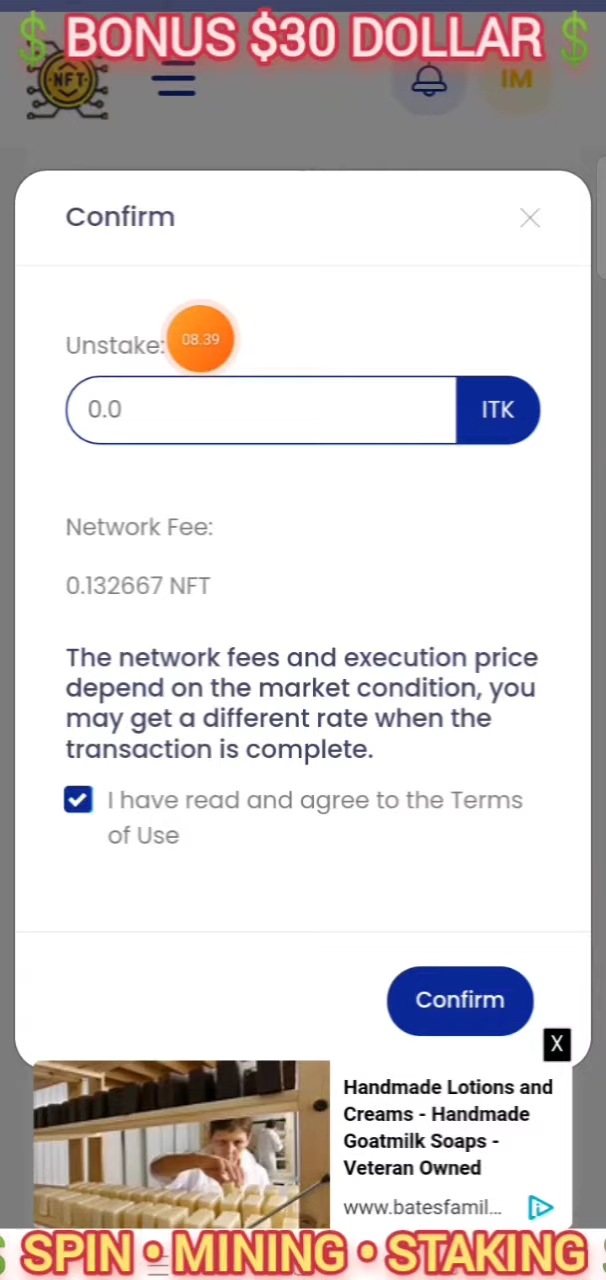 $ BONUS $30 DOLLAR $
NFT
IM
Confirm
Unstake:
08.39
0.0
ITK
Network Fee:
0.132667 NFT
The network fees and execution price
depend on the market condition, you
may get a different rate when the
transaction is complete.
I have read and agree to the Terms
of Use
Confirm
X
Handmade Lotions and
Creams - Handmade
Goatmilk Soaps -
Veteran Owned
www.batesfamil...
$ SPIN • MINING • STAKING $